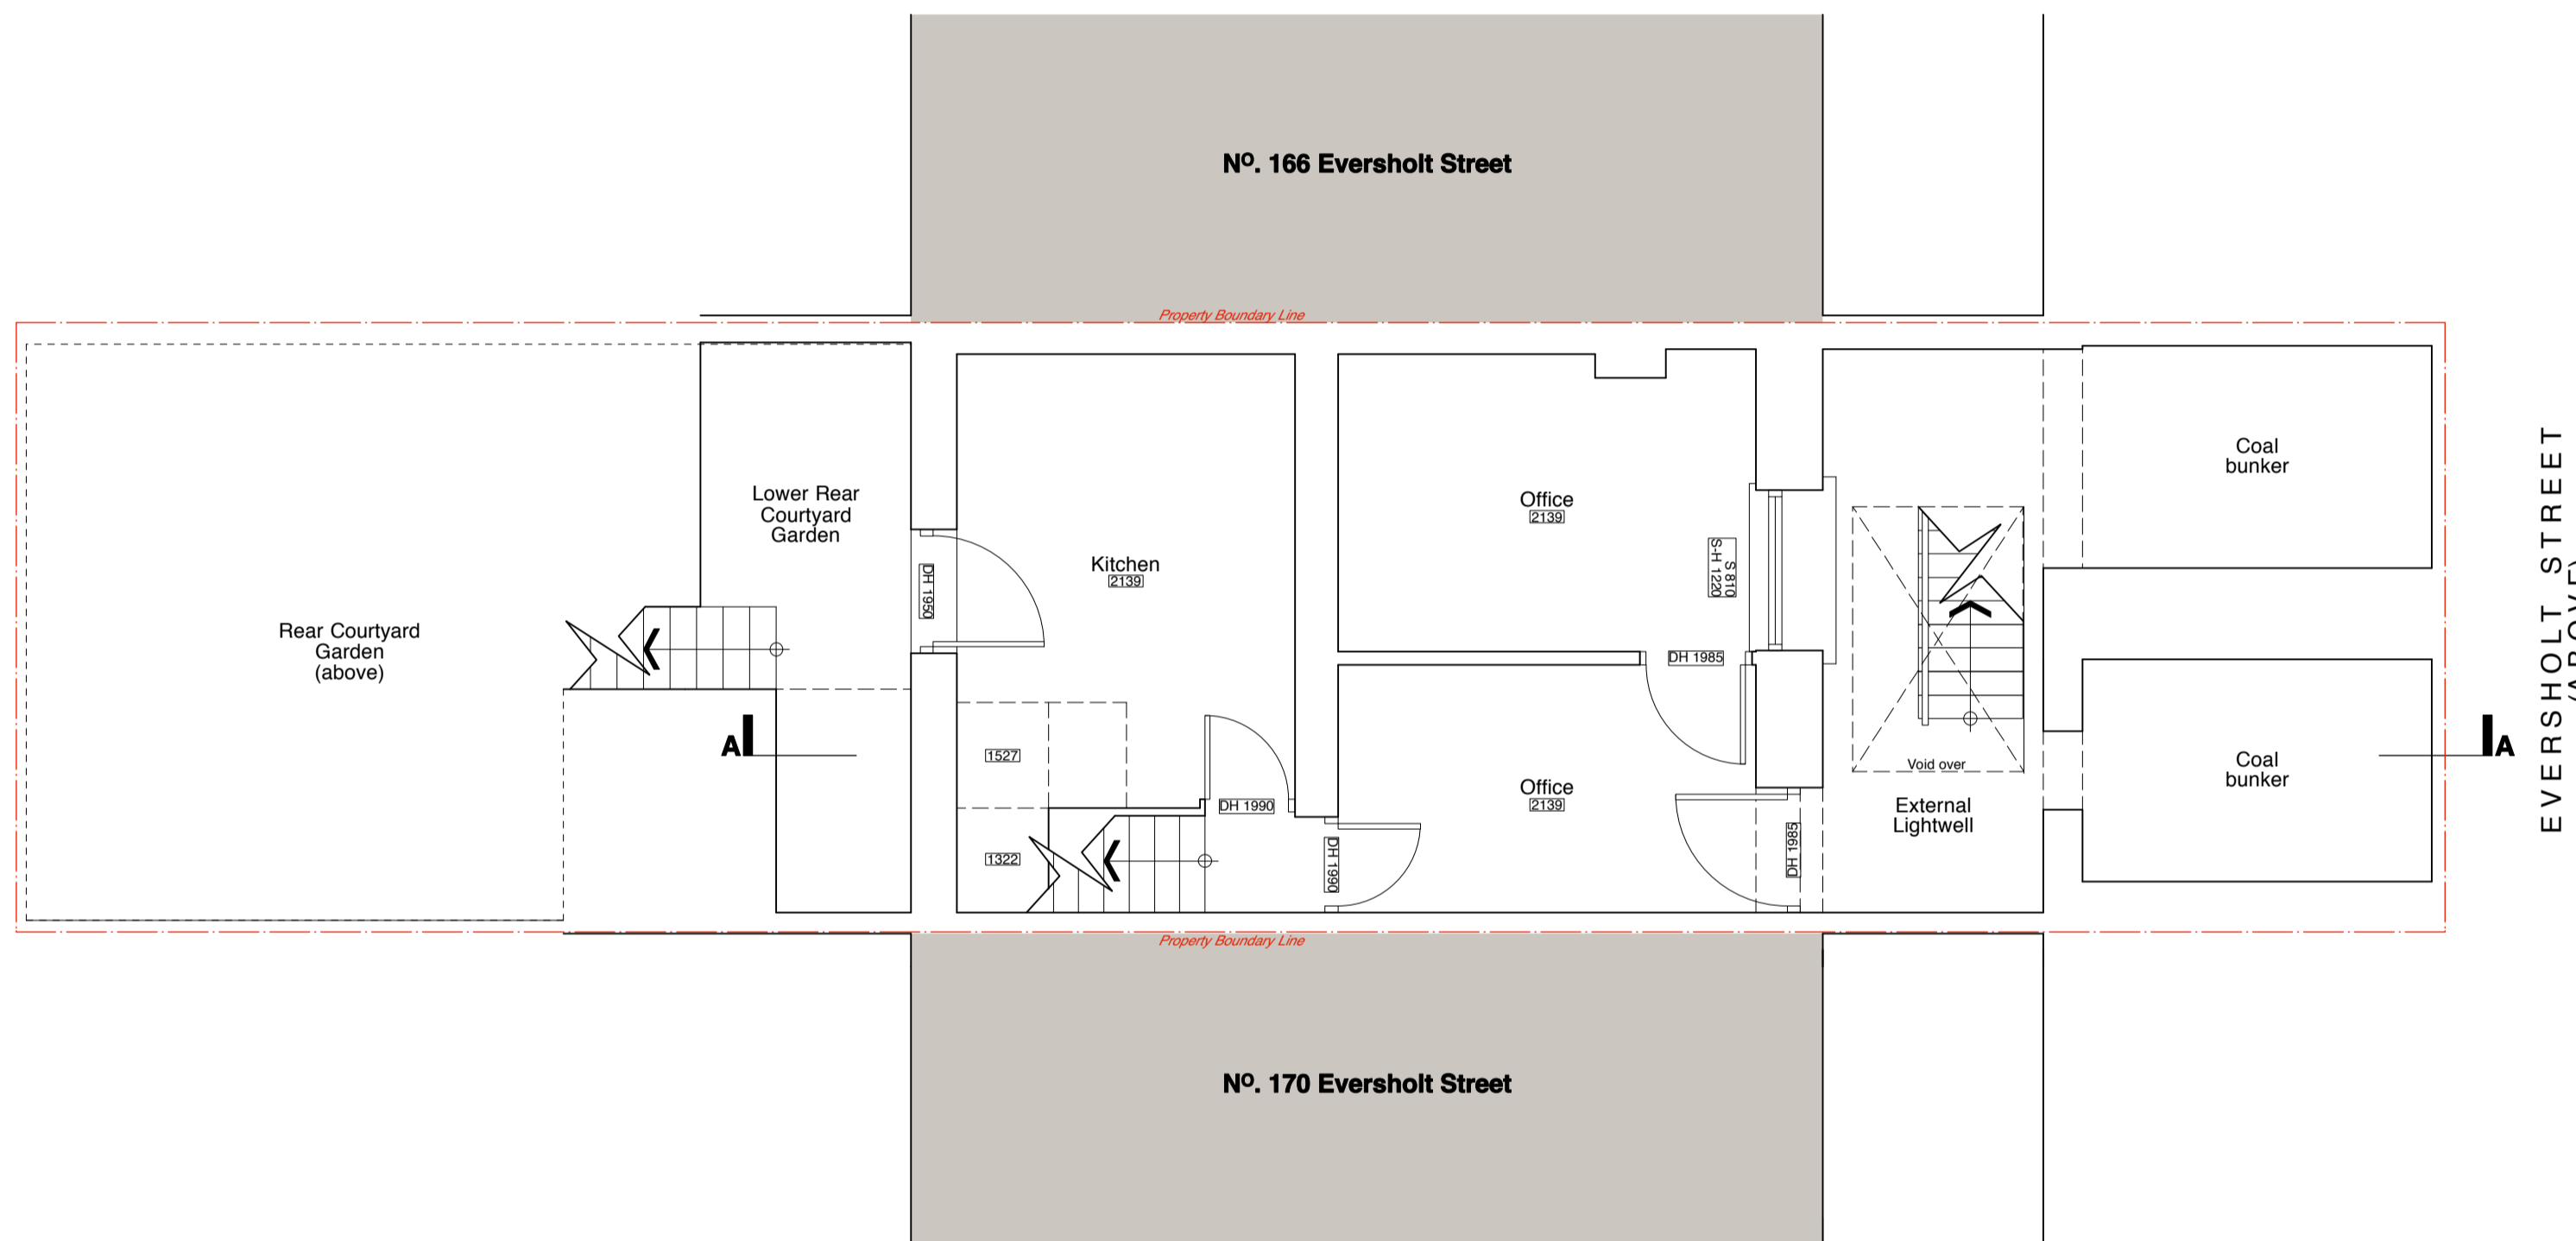 Nº. 166 Eversholt Street
Property Boundary Line
Lower Rear
Courtyard
Garden
Rear Courtyard
Garden
(above)
DH 1950
Kitchen
2139
Office
2139
S 810
S-H 1220
DH 1985
Coal
bunker
EVERSHOLT STREET
(ABOVE)
A
1527
1322
DH 1990
DH 1990
Office
2139
DH 1985
Void over
External
Lightwell
Coal
bunker
A
Property Boundary Line
Nº. 170 Eversholt Street